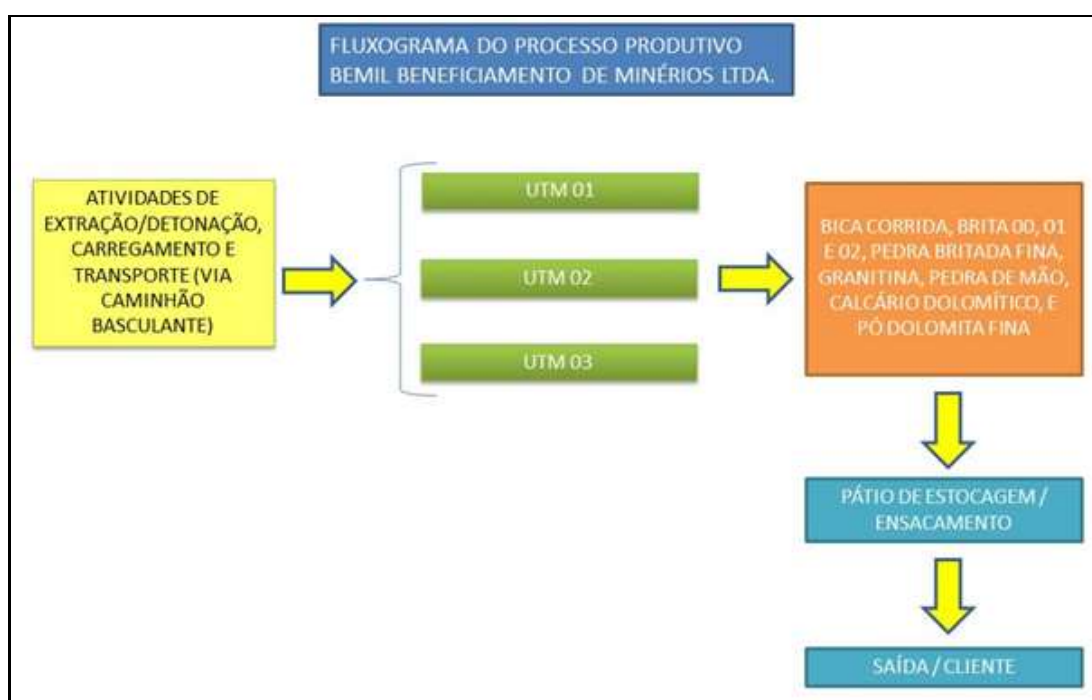 FLUXOGRAMA DO PROCESSO PRODUTIVO
BEMIL BENEFICIAMENTO DE MINÉRIOS LTDA.
ATIVIDADES DE
EXTRAÇÃO/DETONAÇÃO,
CARREGAMENTO E
TRANSPORTE (VIA
CAMINHÃO
BASCULANTE)
UTM 01
UTM 02
UTM 03
BICA CORRIDA, BRITA 00, 01
E 02, PEDRA BRITADA FINA,
GRANITINA, PEDRA DE MÃO,
CALCÁRIO DOLOMÍTICO, E
PÓ DOLOMITA FINA
PÁTIO DE ESTOCAGEM /
ENSACAMENTO
SAÍDA / CLIENTE